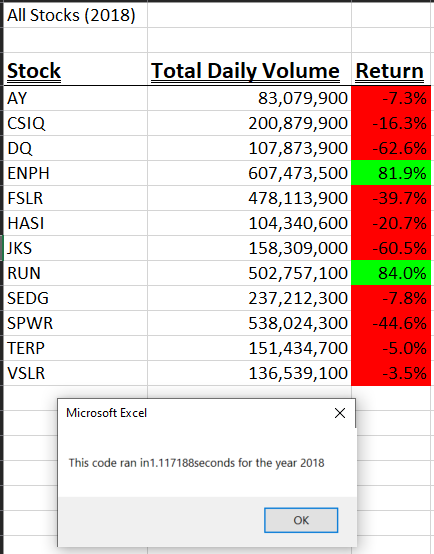 All Stocks (2018)
Stock Total Daily Volume Return
AY 83,079,900 -7.3%
CSIQ 200,879,900 -16.3%
DQ 107,873,900 -62.6%
ENPH 607,473,500 81.9%
FSLR 478,113,900 -39.7%
HASI 104,340,600 -20.7%
JKS 158,309,000 -60.5%
RUN 502,757,100 84.0%
SEDG 237,212,300 -7.8%
SPWR 538,024,300 -44.6%
TERP 151,434,700 -5.0%
VSLR 136,539,100 -3.5%
Microsoft Excel
This code ran in1.117188seconds for the year 2018
OK